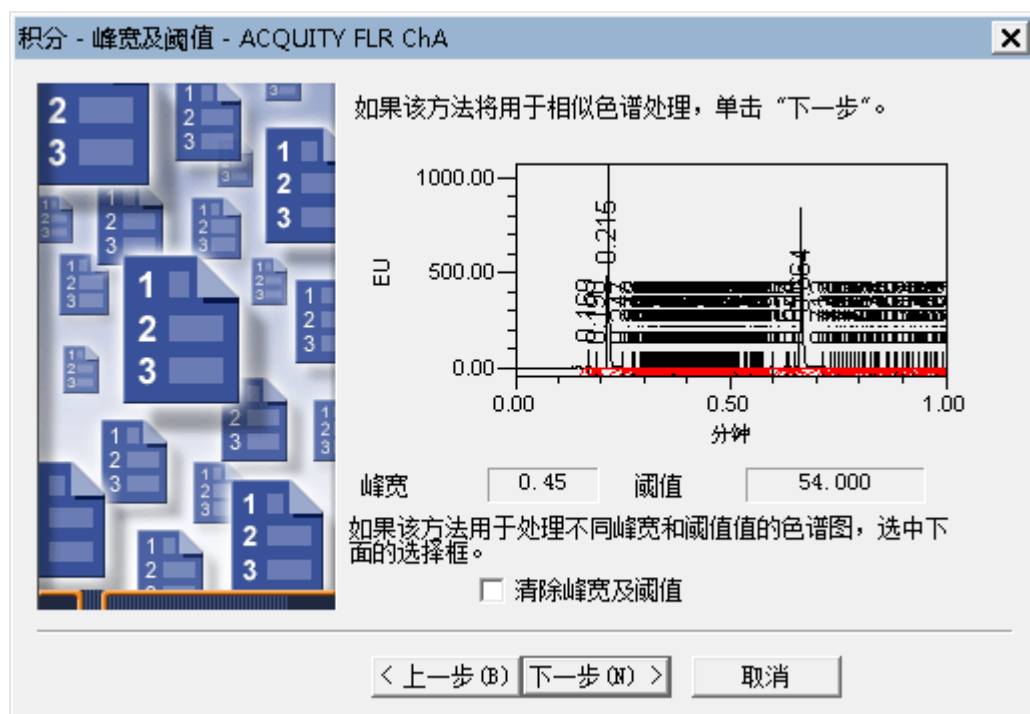 积分 - 峰宽及阈值 - ACQUITY FLR ChA
如果该方法将用于相似色谱处理，单击 “下一步”。
1000.00
500.00
0.00
EU
0.169
0.215
0.00
0.50
1.00
分钟
峰宽
0.45
阈值
54.000
如果该方法用于处理不同峰宽和阈值值的色谱图，选中下
面的选择框。
清除峰宽及阈值
< 上一步(B)
下一步(N) >
取消
1
2
3